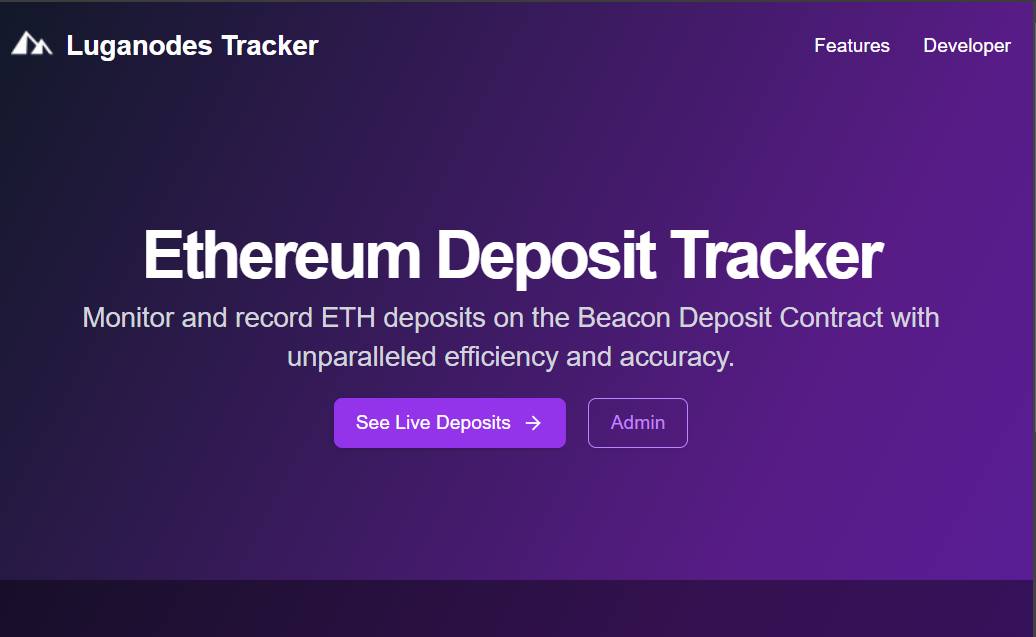 Luganodes Tracker
Features
Developer
Ethereum Deposit Tracker
Monitor and record ETH deposits on the Beacon Deposit Contract with
unparalleled efficiency and accuracy.
See Live Deposits
Admin